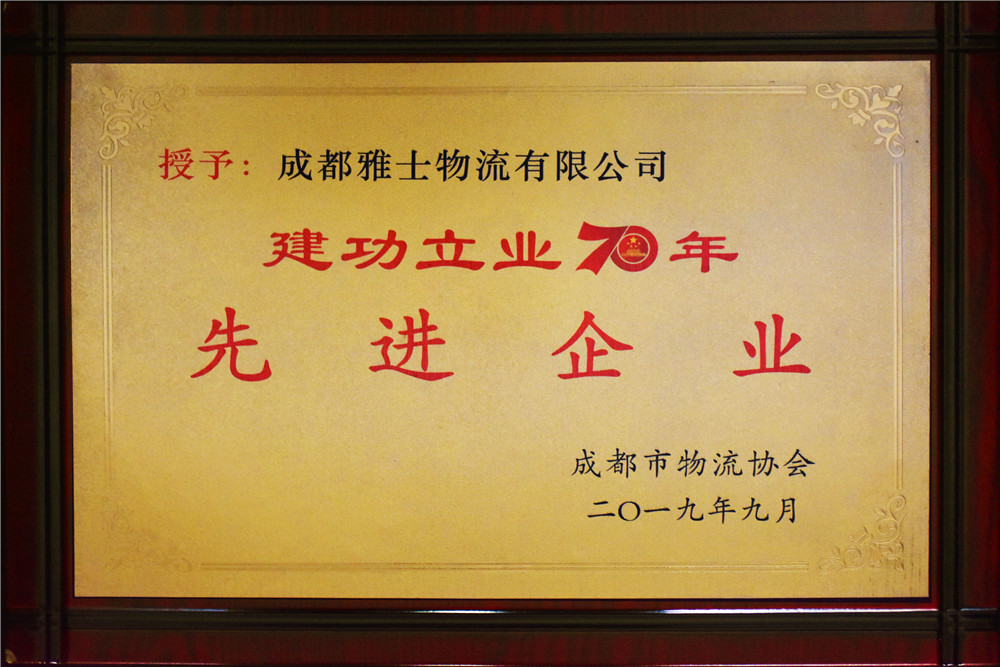 授予：成都雅士物流有限公司
建功立业70年
先进企业
成都市物流协会
二〇一九年九月